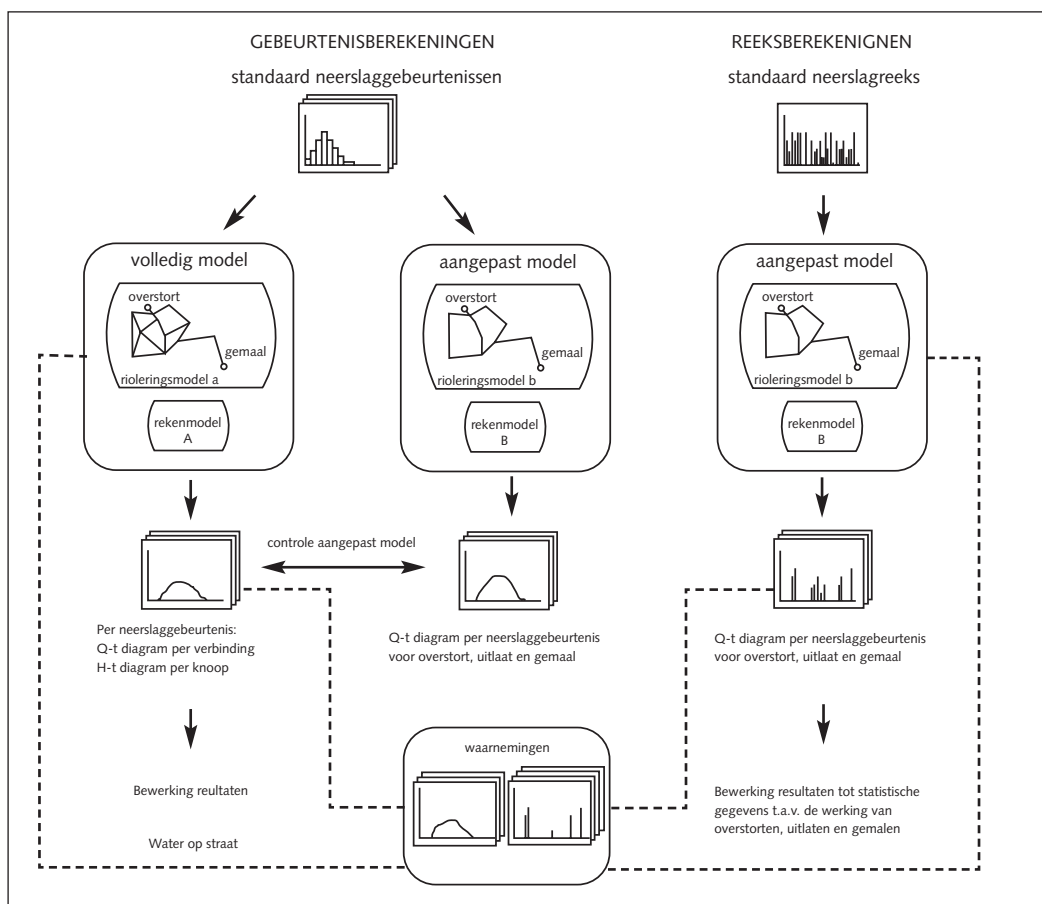 GEBEURTENISBEREKENINGEN
standaard neerslaggebeurtenissen
REEKSBEREKENIGNEN
standaard neerslagreeks
volledig model
overstort
gemaal
rioleringsmodel a
rekenmodel
A
aangepast model
overstort
gemaal
rioleringsmodel b
rekenmodel
B
aangepast model
overstort
gemaal
rioleringsmodel b
rekenmodel
B
controle aangepast model
Per neerslaggebeurtenis:
Q-t diagram per verbinding
H-t diagram per knoop
Q-t diagram per neerslaggebeurtenis
voor overstort, uitlaat en gemaal
Q-t diagram per neerslaggebeurtenis
voor overstort, uitlaat en gemaal
waarnemingen
Bewerking reultaten
Water op straat
Bewerking resultaten tot statistische
gegevens t.a.v. de werking van
overstorten, uitlaten en gemalen